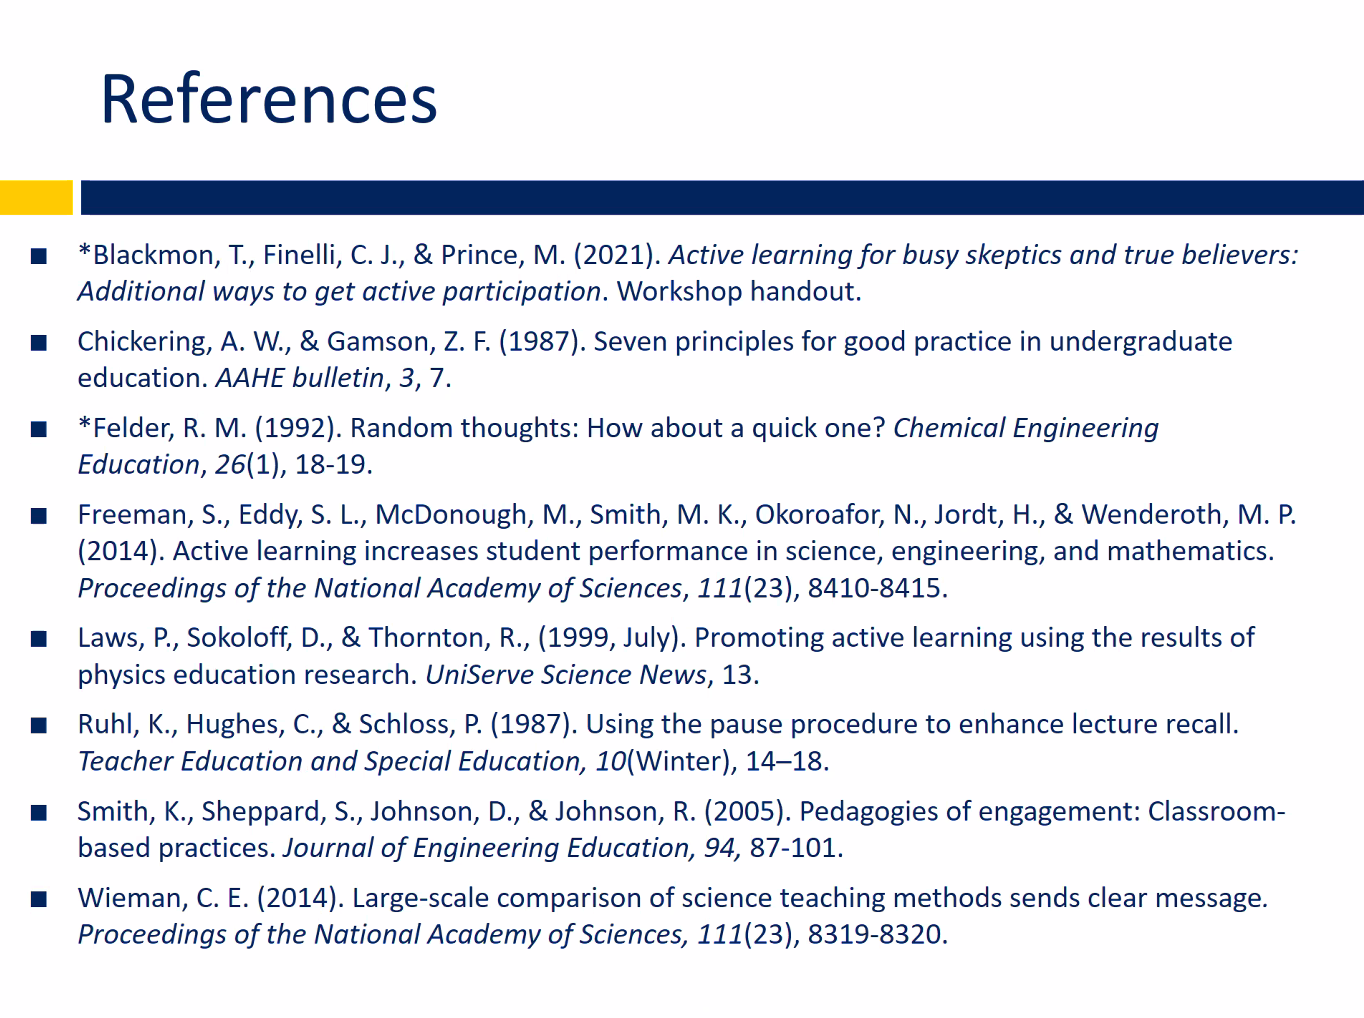 References
■ *Blackmon, T., Finelli, C. J., & Prince, M. (2021). Active learning for busy skeptics and true believers:
Additional ways to get active participation. Workshop handout.
■ Chickering, A. W., & Gamson, Z. F. (1987). Seven principles for good practice in undergraduate
education. AAHE bulletin, 3, 7.
■ *Felder, R. M. (1992). Random thoughts: How about a quick one? Chemical Engineering
Education, 26(1), 18-19.
■ Freeman, S., Eddy, S. L., McDonough, M., Smith, M. K., Okoroafor, N., Jordt, H., & Wenderoth, M. P.
(2014). Active learning increases student performance in science, engineering, and mathematics.
Proceedings of the National Academy of Sciences, 111(23), 8410-8415.
■ Laws, P., Sokoloff, D., & Thornton, R., (1999, July). Promoting active learning using the results of
physics education research. UniServe Science News, 13.
■ Ruhl, K., Hughes, C., & Schloss, P. (1987). Using the pause procedure to enhance lecture recall.
Teacher Education and Special Education, 10(Winter), 14–18.
■ Smith, K., Sheppard, S., Johnson, D., & Johnson, R. (2005). Pedagogies of engagement: Classroom-
based practices. Journal of Engineering Education, 94, 87-101.
■ Wieman, C. E. (2014). Large-scale comparison of science teaching methods sends clear message.
Proceedings of the National Academy of Sciences, 111(23), 8319-8320.